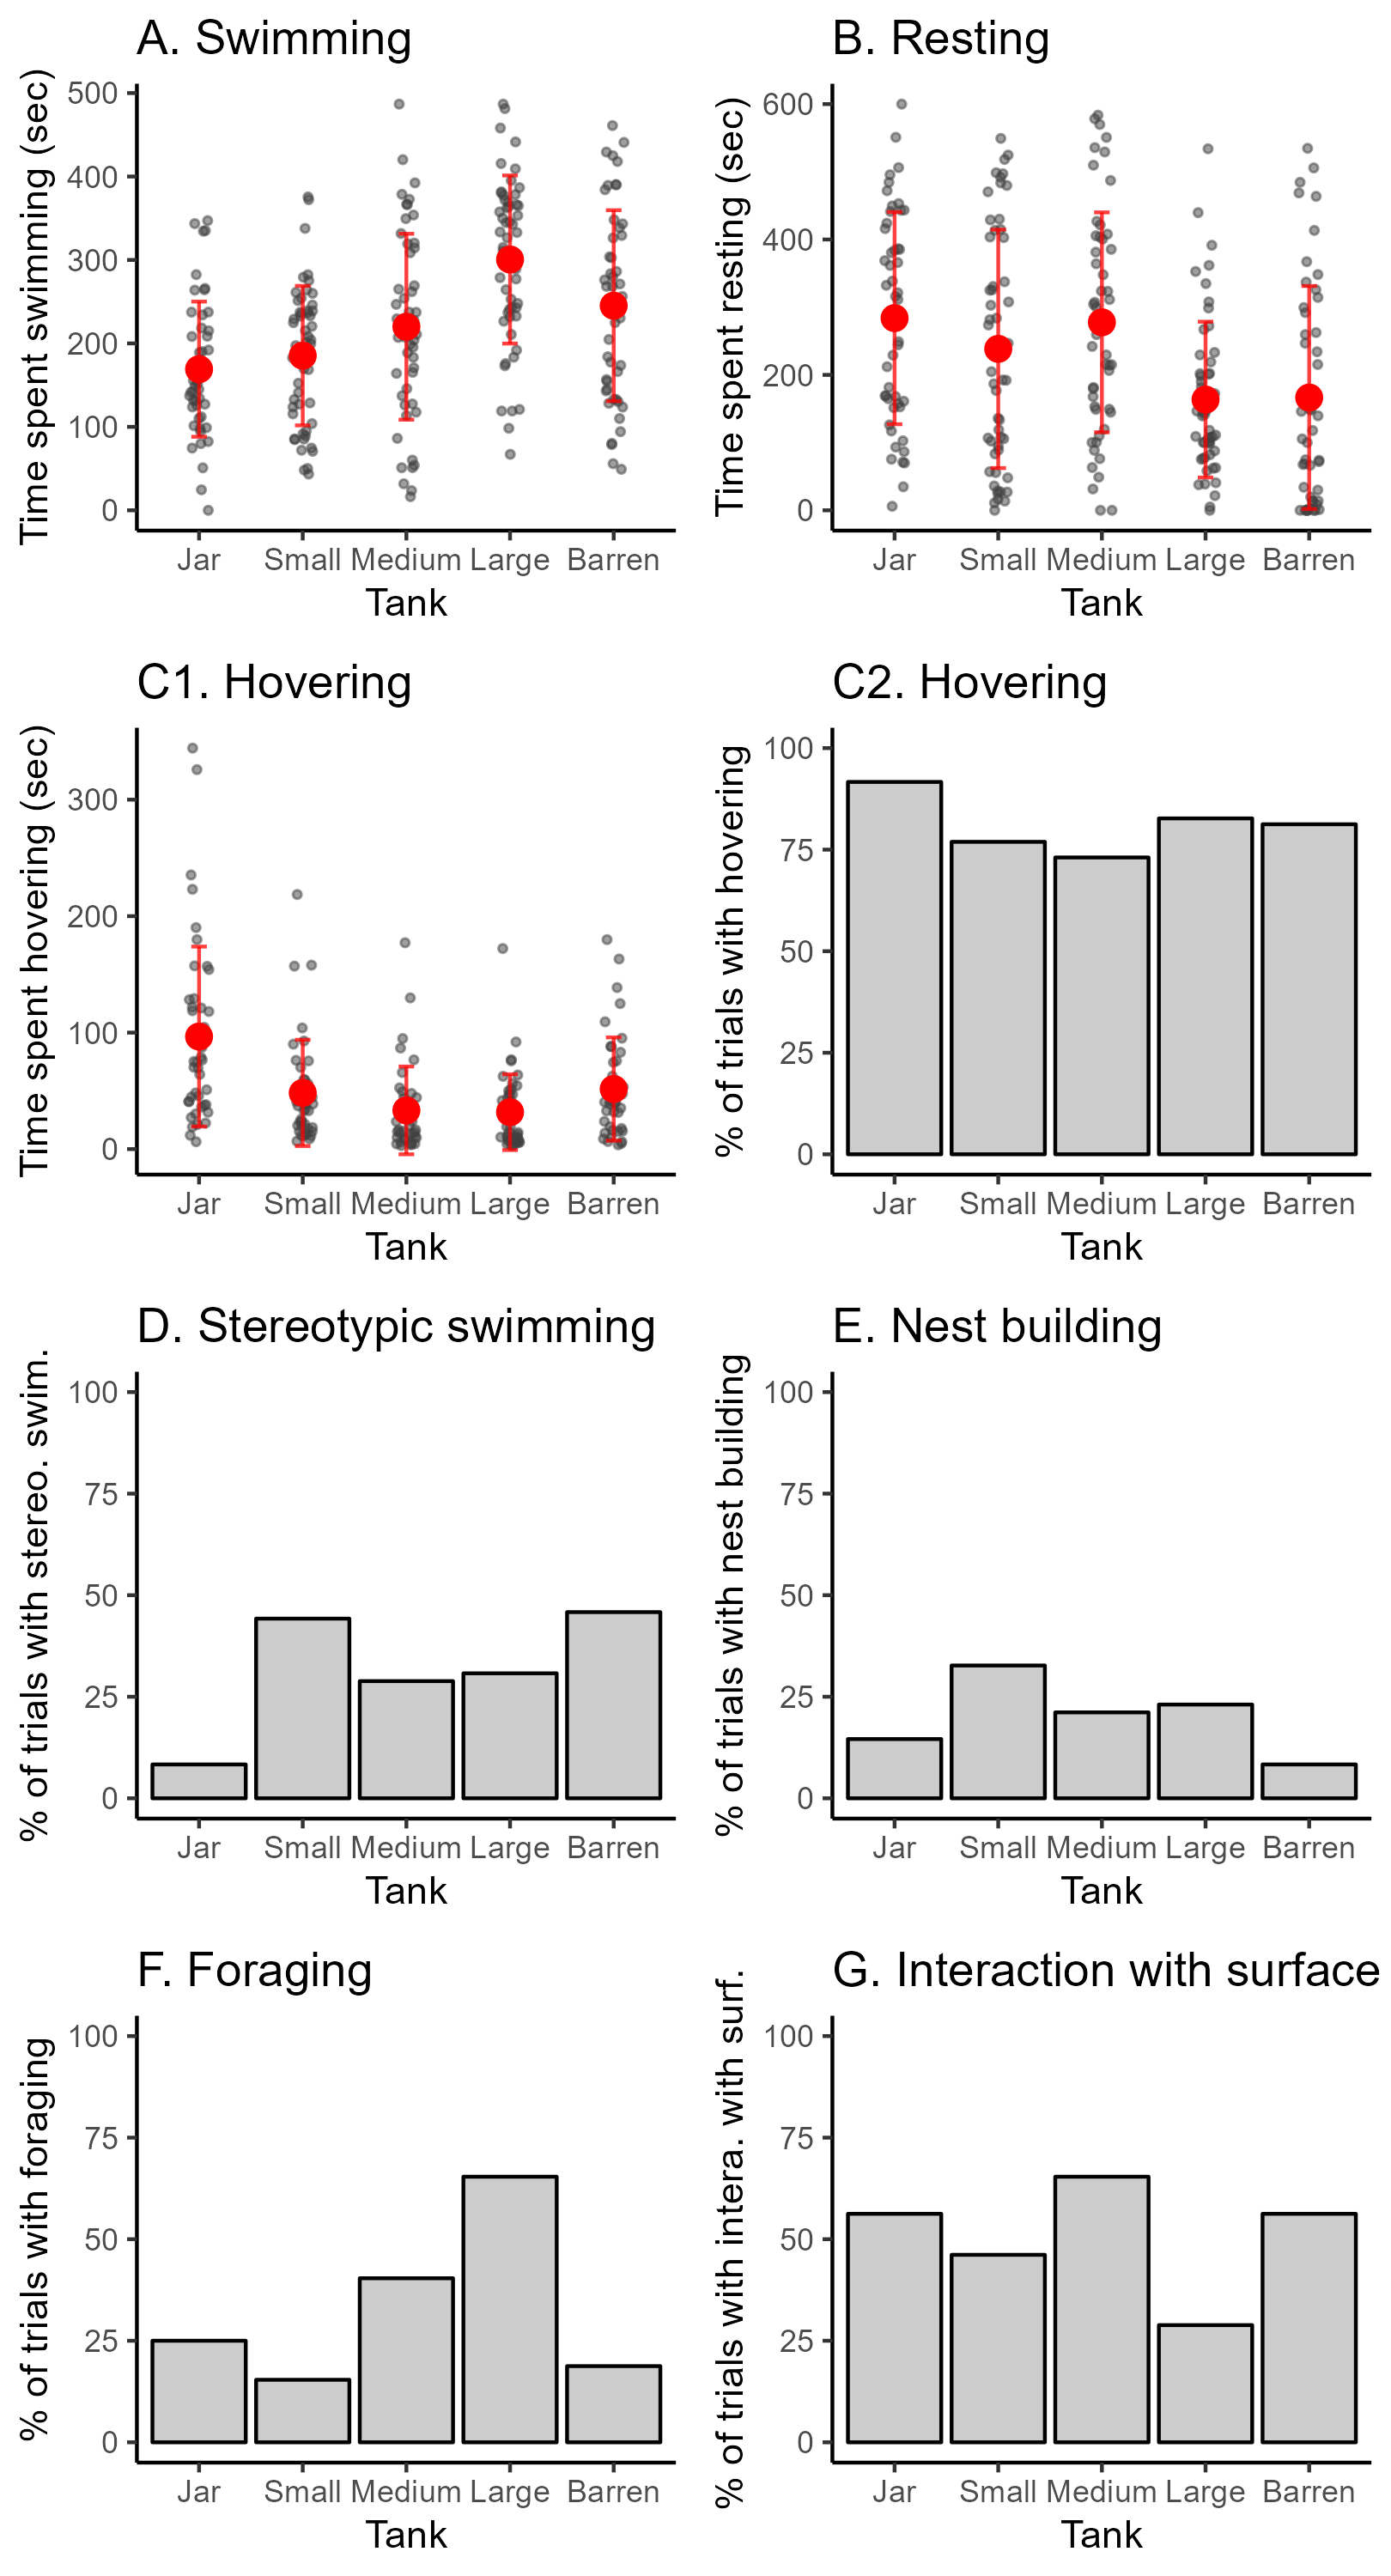 A. Swimming
Time spent swimming (sec)
500
400
300
200
100
0
Jar Small Medium Large Barren
Tank
B. Resting
Time spent resting (sec)
600
400
200
0
Jar Small Medium Large Barren
Tank
C1. Hovering
Time spent hovering (sec)
300
200
100
0
Jar Small Medium Large Barren
Tank
C2. Hovering
% of trials with hovering
100
75
50
25
0
Jar Small Medium Large Barren
Tank
D. Stereotypic swimming
% of trials with stereo. swim.
100
75
50
25
0
Jar Small Medium Large Barren
Tank
E. Nest building
% of trials with nest building
100
75
50
25
0
Jar Small Medium Large Barren
Tank
F. Foraging
% of trials with foraging
100
75
50
25
0
Jar Small Medium Large Barren
Tank
G. Interaction with surface
% of trials with intera. with surf.
100
75
50
25
0
Jar Small Medium Large Barren
Tank